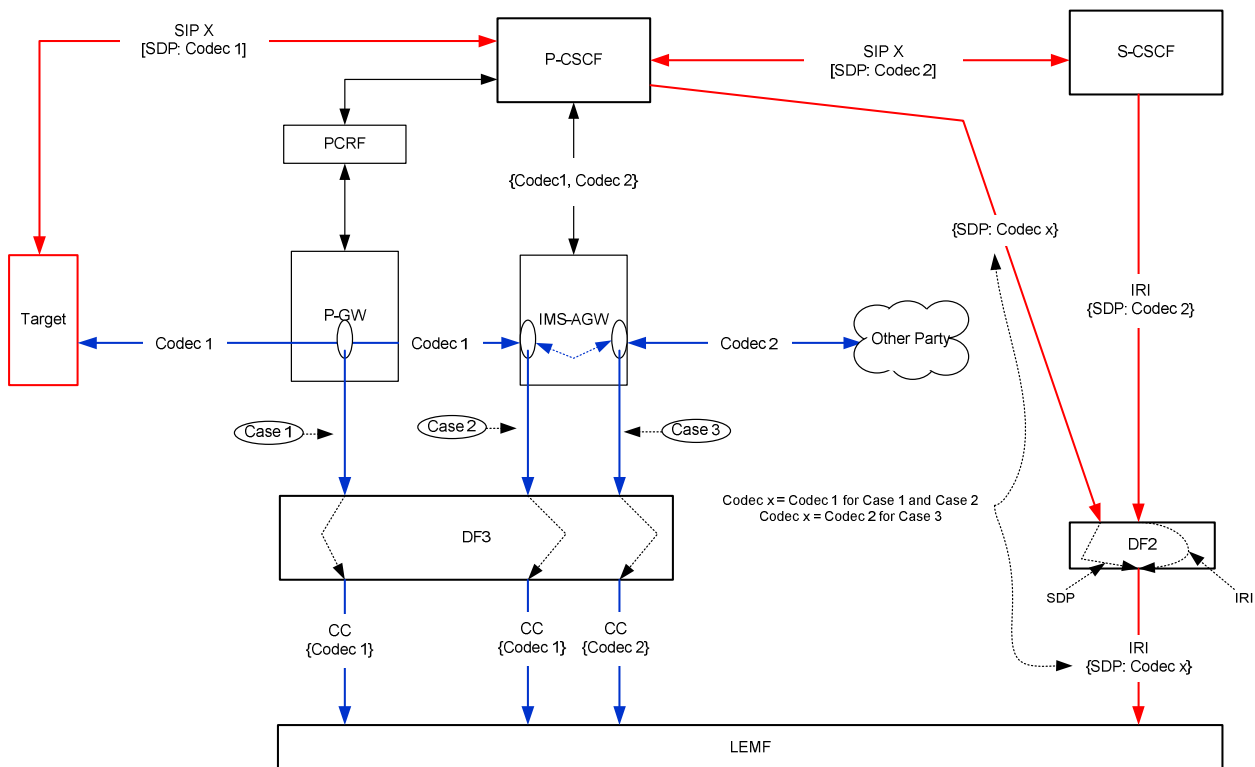 SIP X
[SDP: Codec 1]
P-CSCF
SIP X
[SDP: Codec 2]
S-CSCF
PCRF
{Codec1, Codec 2}
{SDP: Codec x}
Target
P-GW
IMS-AGW
IRI
{SDP: Codec 2}
Codec 1
Codec 1
Codec 2
Other Party
Case 1
Case 2
Case 3
Codec x = Codec 1 for Case 1 and Case 2
Codec x = Codec 2 for Case 3
DF3
DF2
SDP
IRI
CC
{Codec 1}
CC
{Codec 1}
CC
{Codec 2}
IRI
{SDP: Codec x}
LEMF